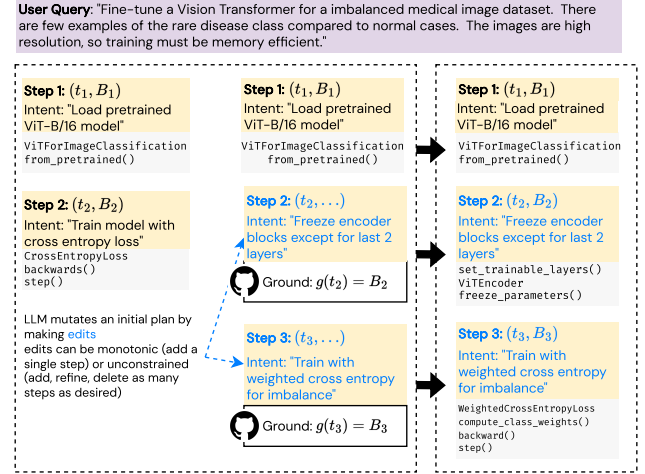 User Query: "Fine-tune a Vision Transformer for a imbalanced medical image dataset. There
are few examples of the rare disease class compared to normal cases. The images are high
resolution, so training must be memory efficient."
Step 1: (t₁, B₁)
Intent: "Load pretrained
ViT-B/16 model"
ViTForImageClassification
from_pretrained()
Step 2: (t₂, B₂)
Intent: "Train model with
cross entropy loss"
CrossEntropyLoss
backwards()
step()
LLM mutates an initial plan by
making edits
edits can be monotonic (add a
single step) or unconstrained
(add, refine, delete as many
steps as desired)
Step 1: (t₁, B₁)
Intent: "Load pretrained
ViT-B/16 model"
ViTForImageClassification
from_pretrained()
Step 2: (t₂, ...)
Intent: "Freeze encoder
blocks except for last 2
layers"
Ground: g(t₂) = B₂
Step 3: (t₃, ...)
Intent: "Train with
weighted cross entropy
for imbalance"
Ground: g(t₃) = B₃
Step 1: (t₁, B₁)
Intent: "Load pretrained
ViT-B/16 model"
ViTForImageClassification
from_pretrained()
Step 2: (t₂, B₂)
Intent: "Freeze encoder
blocks except for last 2
layers"
set_trainable_layers()
ViTEncoder
freeze_parameters()
Step 3: (t₃, B₃)
Intent: "Train with
weighted cross entropy
for imbalance"
WeightedCrossEntropyLoss
compute_class_weights()
backward()
step()